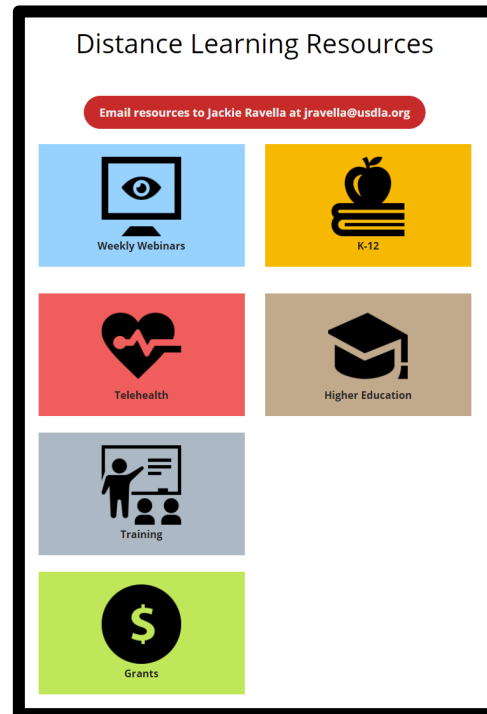 Distance Learning Resources
Email resources to Jackie Ravella at jravella@usdla.org
Weekly Webinars
K-12
Telehealth
Higher Education
Training
$
Grants